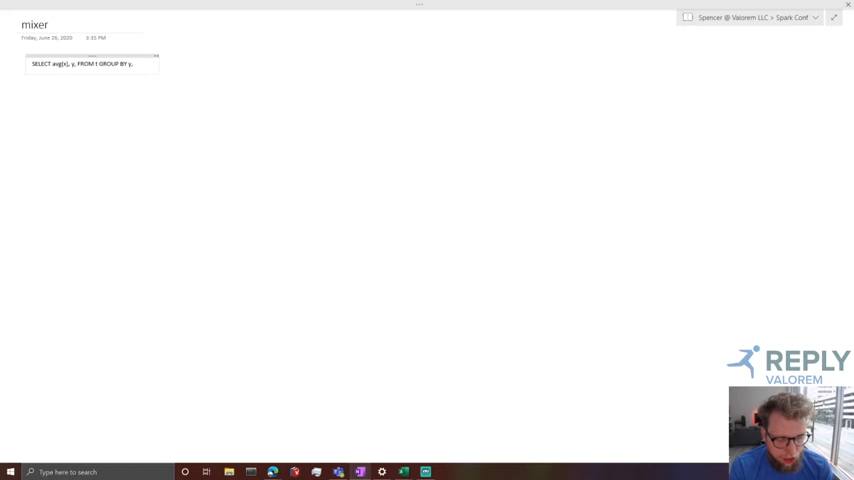 mixer
Friday, June 26, 2020 3:35 PM
Spencer @ Valorem LLC > Spark Conf
SELECT avg(x), y, FROM t GROUP BY y,
REPLY
VALOREM
Type here to search